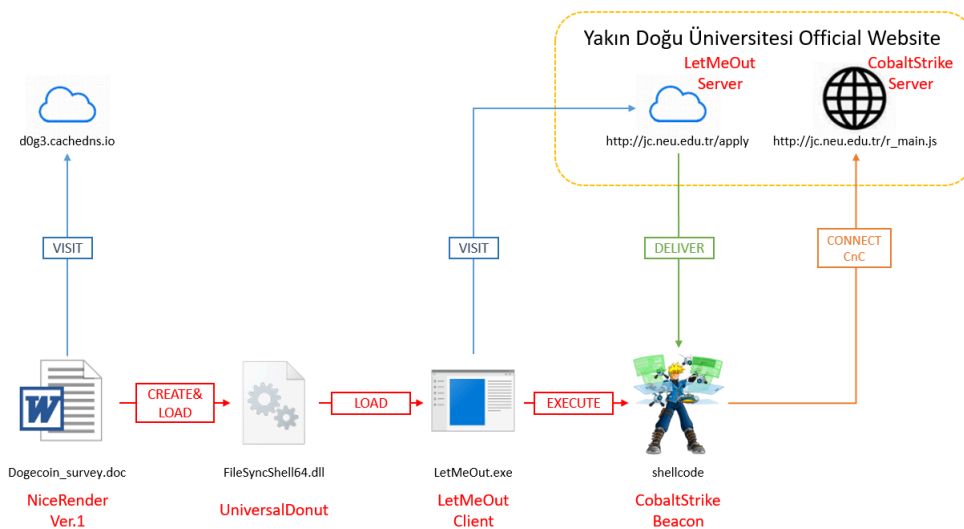 Yakın Doğu Üniversitesi Official Website
LetMeOut
Server
CobaltStrike
Server
d0g3.cachedns.io
http://jc.neu.edu.tr/apply
http://jc.neu.edu.tr/r_main.js
VISIT
VISIT
DELIVER
CONNECT
CnC
W
CREATE&
LOAD
LOAD
EXECUTE
Dogecoin_survey.doc
FileSyncShell64.dll
LetMeOut.exe
shellcode
NiceRender
Ver.1
UniversalDonut
LetMeOut
Client
CobaltStrike
Beacon